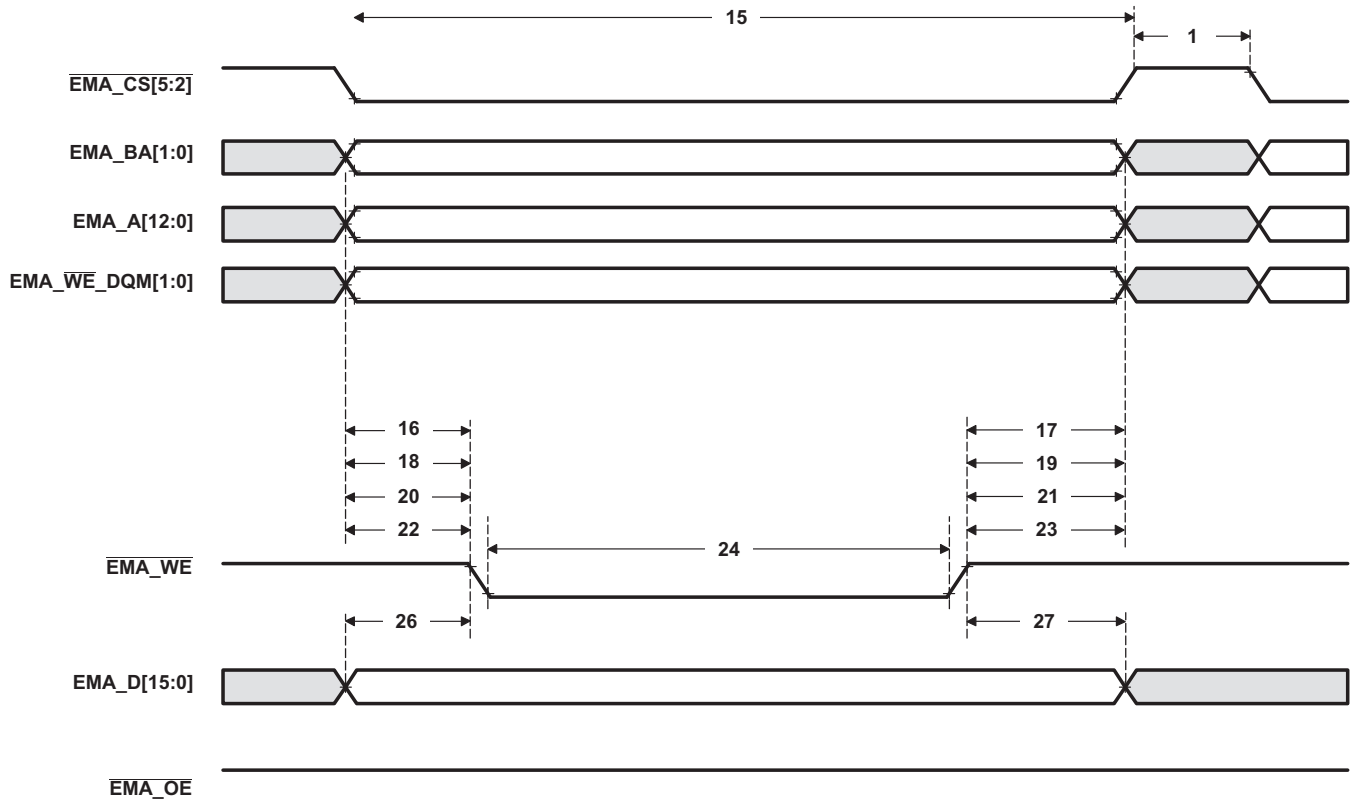 15
1
EMA_CS[5:2]
EMA_BA[1:0]
EMA_A[12:0]
EMA_WE_DQM[1:0]
16 17
18 19
20 21
22 23
24
EMA_WE
26 27
EMA_D[15:0]
EMA_OE